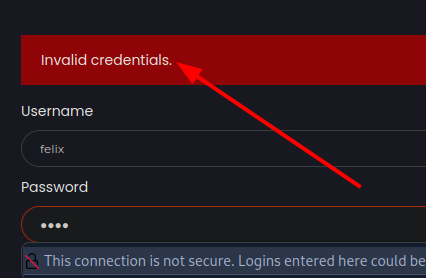 Invalid credentials.
Username
felix
Password
••••
This connection is not secure. Logins entered here could be